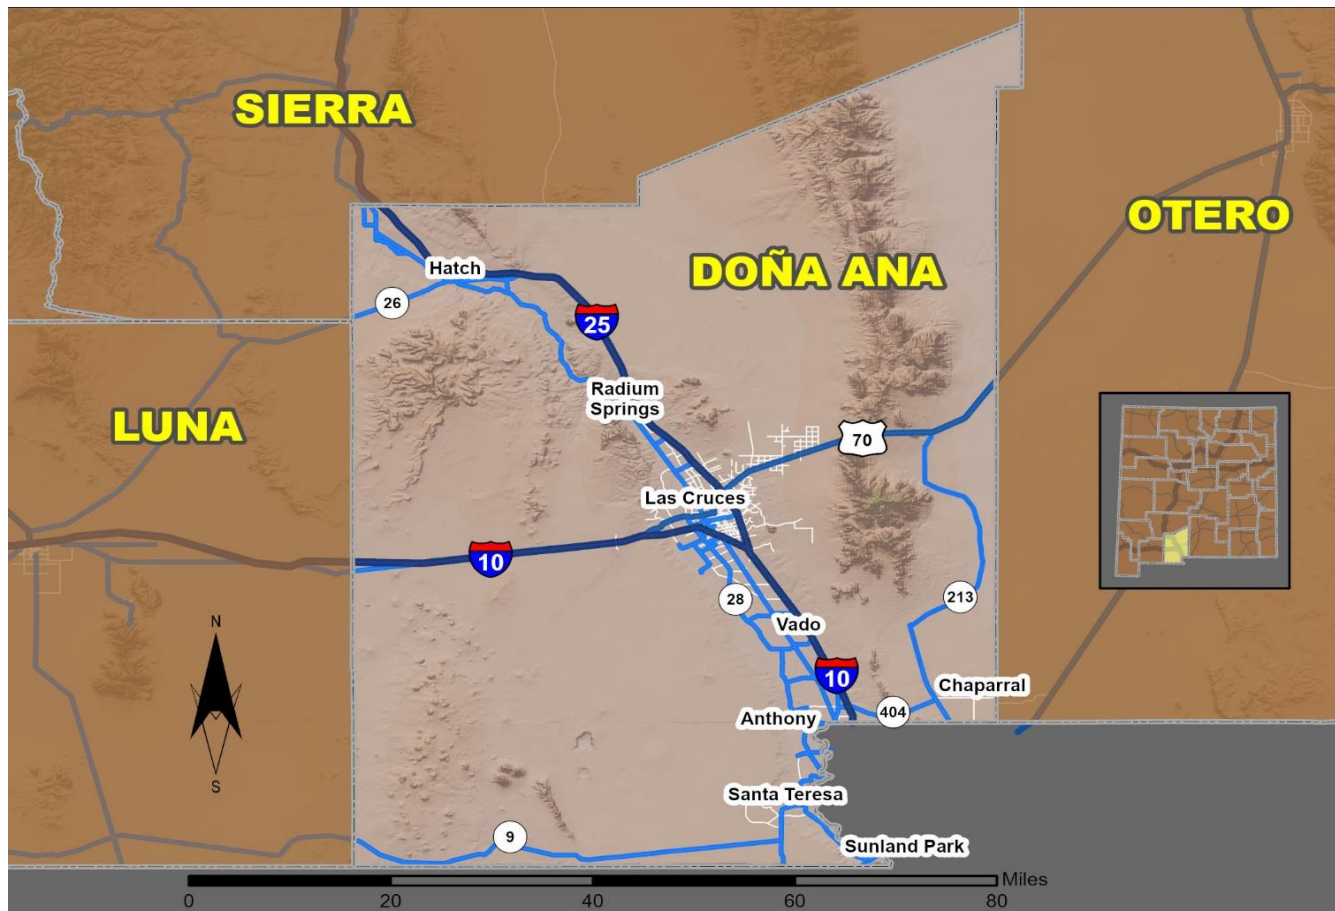 SIERRA
OTERO
DOÑA ANA
Hatch
26
25
LUNA
Radium
Springs
70
Las Cruces
10
28
213
Vado
N
10
Chaparral
404
Anthony
S
Santa Teresa
9
Sunland Park
Miles
0 20 40 60 80